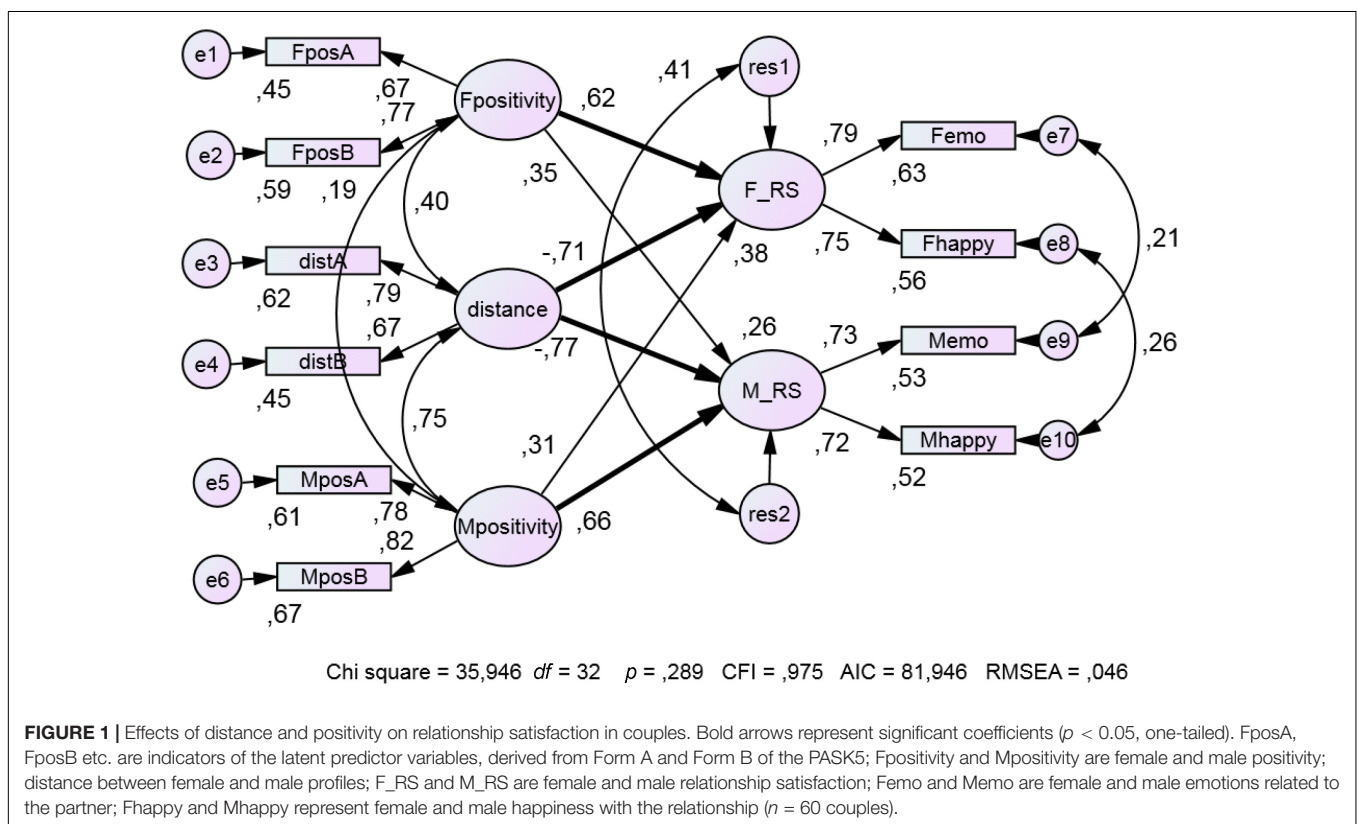 e1 FposA
,45 ,67
,77
e2 FposB
,59 ,19
e3 distA
,62 ,79
,67
e4 distB
,45
e5 MposA
,61 ,78
,82
e6 MposB
,67
Fpositivity
,40
distance
,75
Mpositivity
,62
,35
-,71
-,77
,31
,66
,41
res1
F_RS
,38
,26
M_RS
res2
,79 Femo e7
,63
,75 Fhappy e8
,56
,21
,73 Memo e9
,53
,26
,72 Mhappy e10
,52
Chi square = 35,946 df = 32 p = ,289 CFI = ,975 AIC = 81,946 RMSEA = ,046
FIGURE 1 | Effects of distance and positivity on relationship satisfaction in couples. Bold arrows represent significant coefficients (p < 0.05, one-tailed). FposA,
FposB etc. are indicators of the latent predictor variables, derived from Form A and Form B of the PASK5; Fpositivity and Mpositivity are female and male positivity;
distance between female and male profiles; F_RS and M_RS are female and male relationship satisfaction; Femo and Memo are female and male emotions related to
the partner; Fhappy and Mhappy represent female and male happiness with the relationship (n = 60 couples).